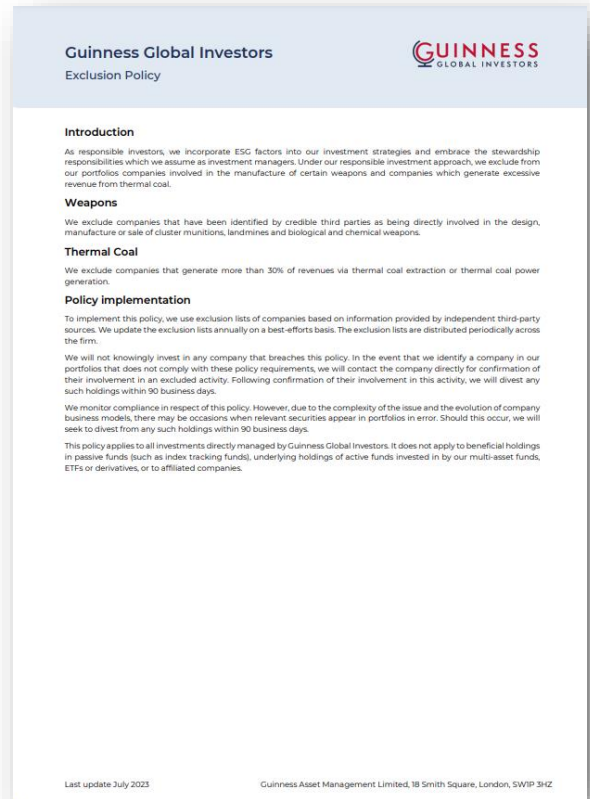 Guinness Global Investors
Exclusion Policy
GUINNESS
GLOBAL INVESTORS
Introduction
As responsible investors, we incorporate ESG factors into our investment strategies and embrace the stewardship
responsibilities which we assume as investment managers. Under our responsible investment approach, we exclude from
our portfolios companies involved in the manufacture of certain weapons and companies which generate excessive
revenue from thermal coal.
Weapons
We exclude companies that have been identified by credible third parties as being directly involved in the design,
manufacture or sale of cluster munitions, landmines and biological and chemical weapons.
Thermal Coal
We exclude companies that generate more than 30% of revenues via thermal coal extraction or thermal coal power
generation.
Policy implementation
To implement this policy, we use exclusion lists of companies based on information provided by independent third-party
sources. We update the exclusion lists annually on a best-efforts basis. The exclusion lists are distributed periodically across
the firm.
We will not knowingly invest in any company that breaches this policy. In the event that we identify a company in our
portfolios that does not comply with these policy requirements, we will contact the company directly for confirmation of
their involvement in an excluded activity. Following confirmation of their involvement in this activity, we will divest any
such holdings within 90 business days.
We monitor compliance in respect of this policy. However, due to the complexity of the issue and the evolution of company
business models, there may be occasions when relevant securities appear in portfolios in error. Should this occur, we will
seek to divest from any such holdings within 90 business days.
This policy applies to all investments directly managed by Guinness Global Investors. It does not apply to beneficial holdings
in passive funds (such as index tracking funds), underlying holdings of active funds invested in by our multi-asset funds,
ETFs or derivatives, or to affiliated companies.
Last update July 2023
Guinness Asset Management Limited, 18 Smith Square, London, SW1P 3HZ